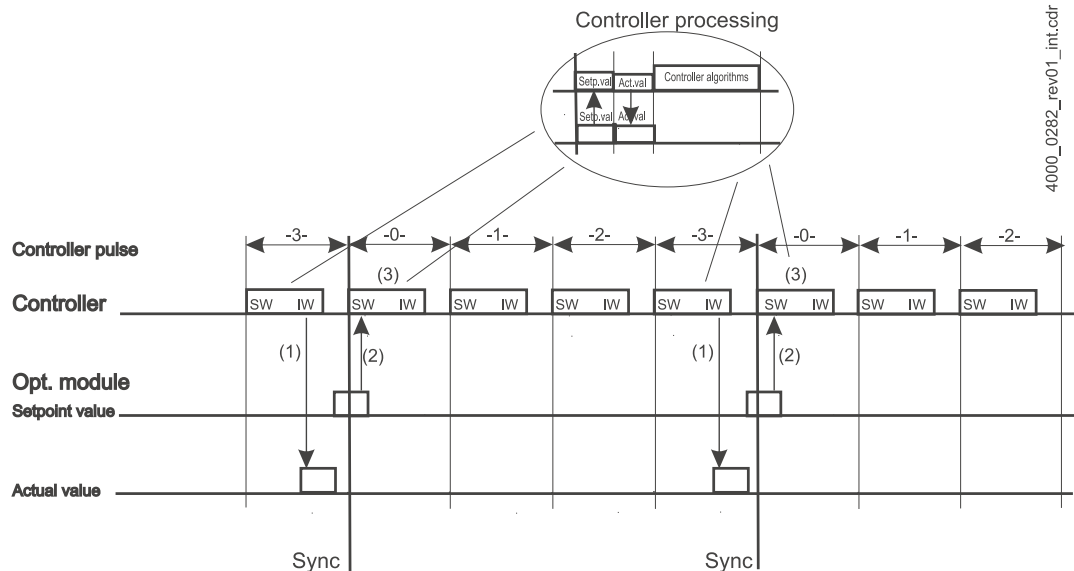 Controller processing
4000_0282_rev01_int.cdr
Setp.val Act.val Controller algorithms
Setp.val Act.val
Controller pulse -3- -0- -1- -2- -3- -0- -1- -2-
(3) (3)
Controller SW IW SW IW SW IW SW IW SW IW SW IW SW IW SW IW
(1) (2) (1) (2)
Opt. module
Setpoint value
Actual value
Sync Sync